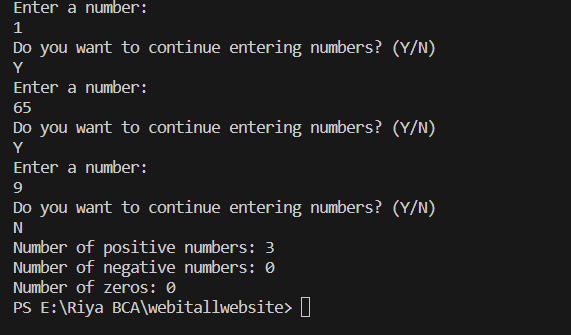 Enter a number:
1
Do you want to continue entering numbers? (Y/N)
Y
Enter a number:
65
Do you want to continue entering numbers? (Y/N)
Y
Enter a number:
9
Do you want to continue entering numbers? (Y/N)
N
Number of positive numbers: 3
Number of negative numbers: 0
Number of zeros: 0
PS E:\Riya BCA\webitallwebsite>